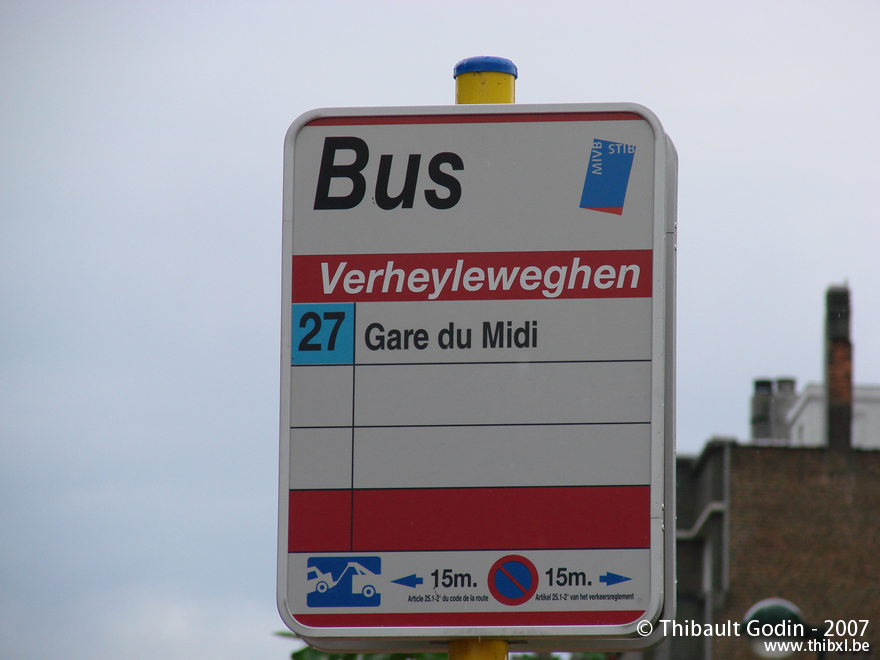 Bus
MIVB STIB
Verheyleweghen
27 Gare du Midi
15m. 15m.
Article 25.1-2° du code de la route Artikel 25.1-2° van het verkeersreglement
© Thibault Godin - 2007
www.thibxl.be